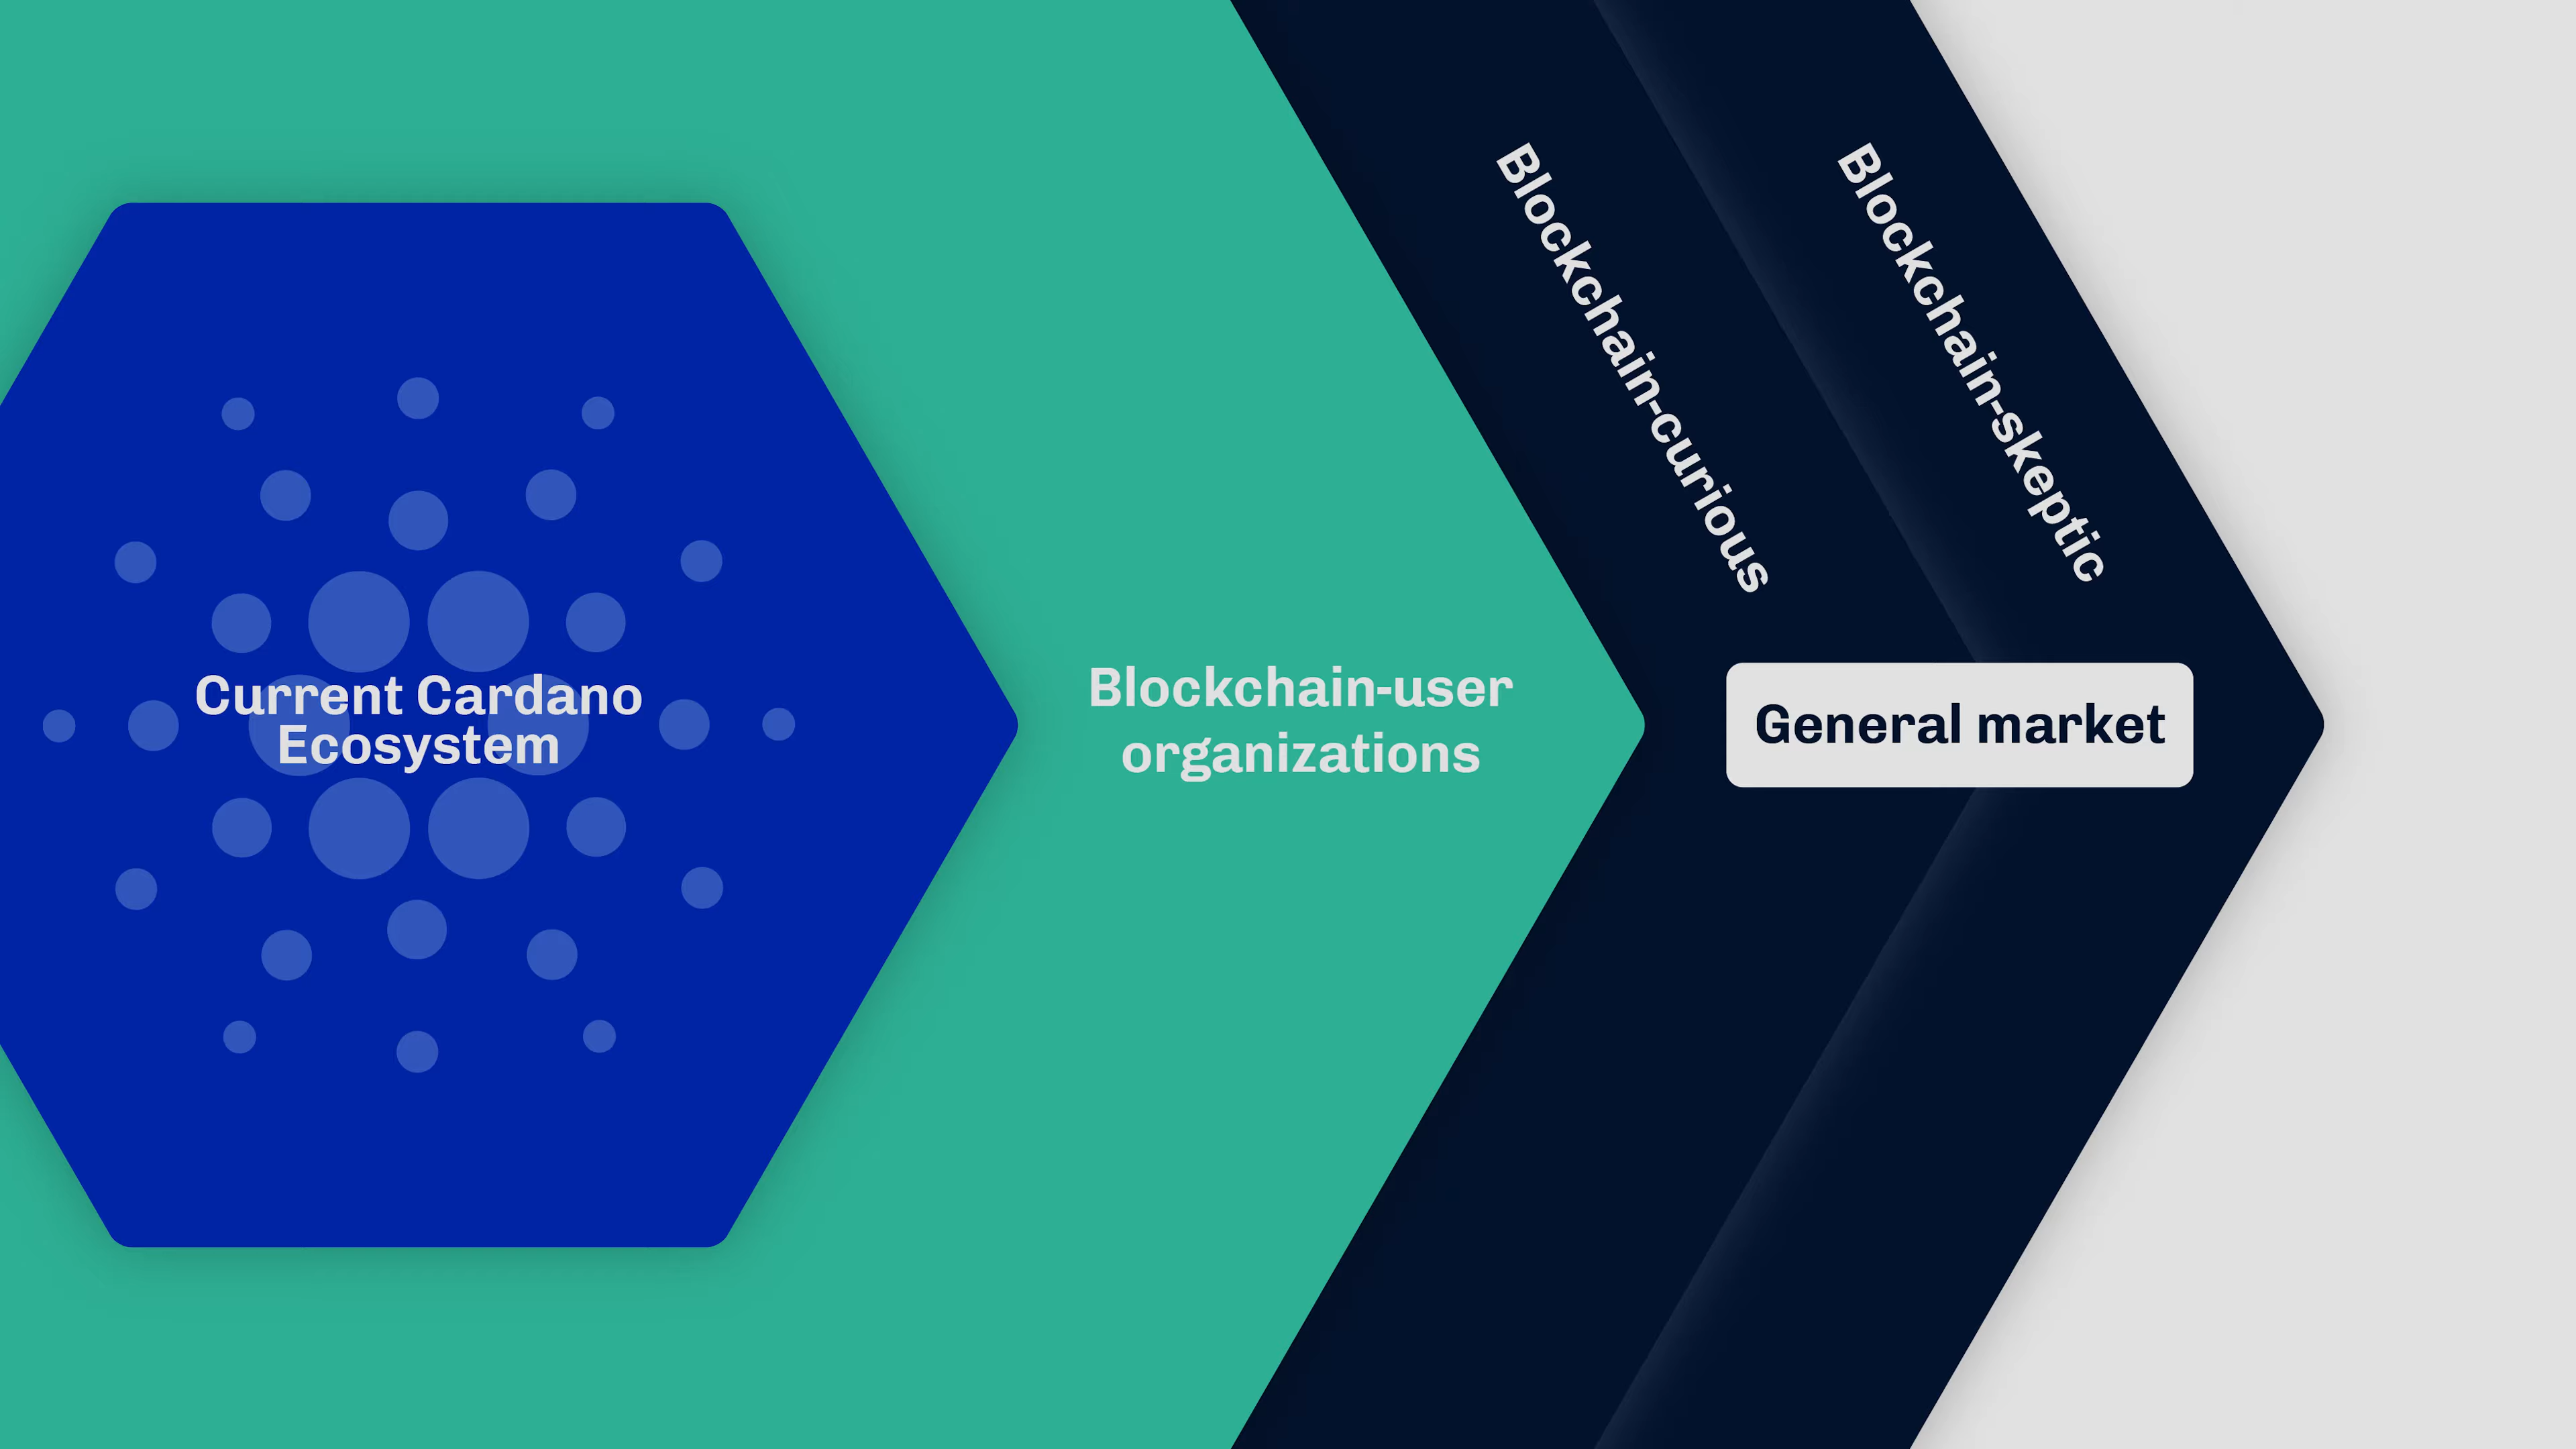 Current Cardano
Ecosystem
Blockchain-user
organizations
Blockchain-curious
Blockchain-skeptic
General market